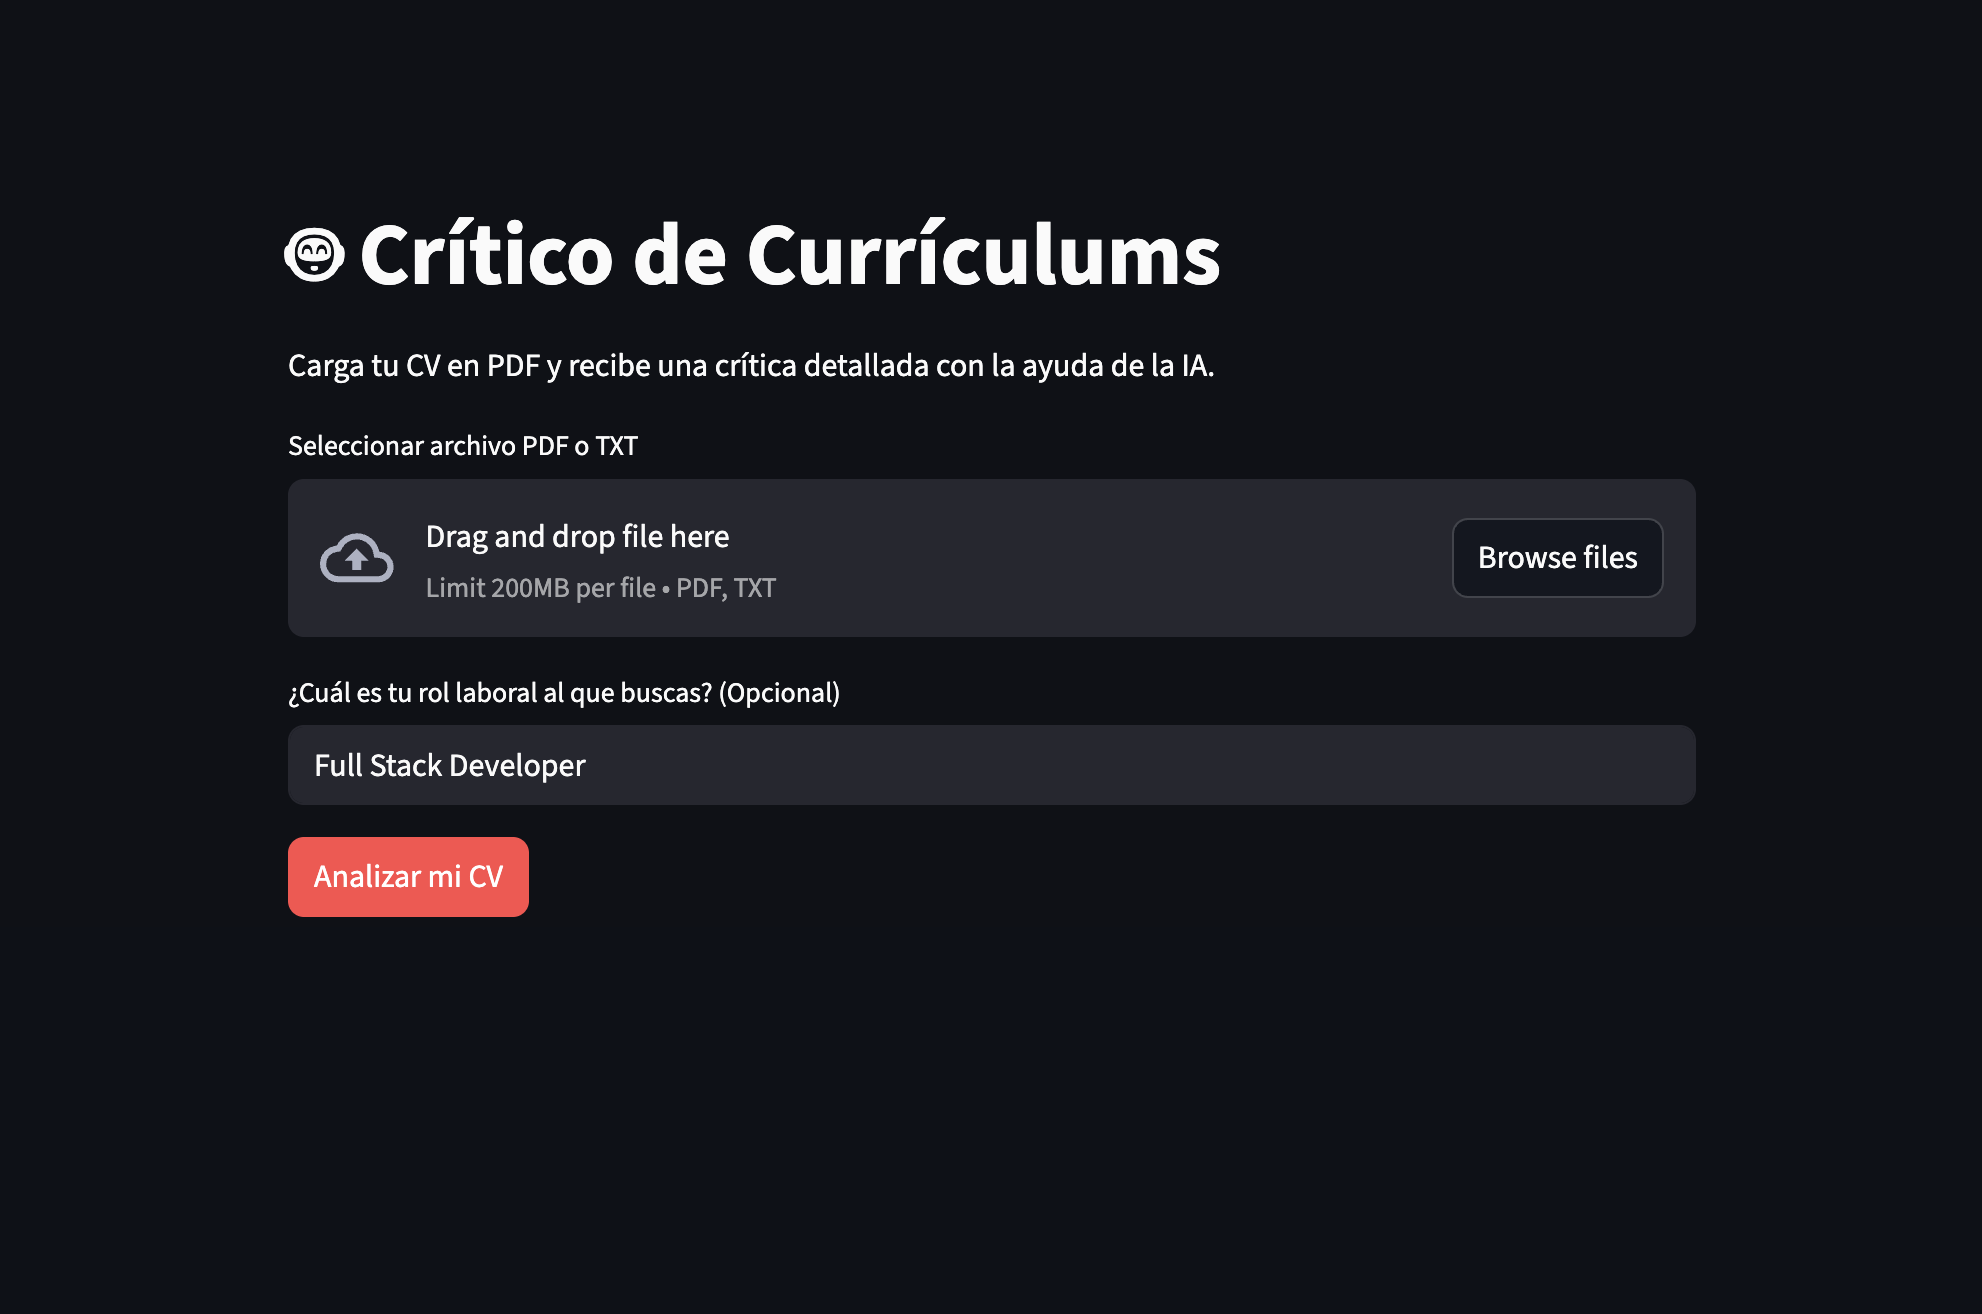 Crítico de Currículums
Carga tu CV en PDF y recibe una crítica detallada con la ayuda de la IA.
Seleccionar archivo PDF o TXT
Drag and drop file here
Limit 200MB per file • PDF, TXT
Browse files
¿Cuál es tu rol laboral al que buscas? (Opcional)
Full Stack Developer
Analizar mi CV